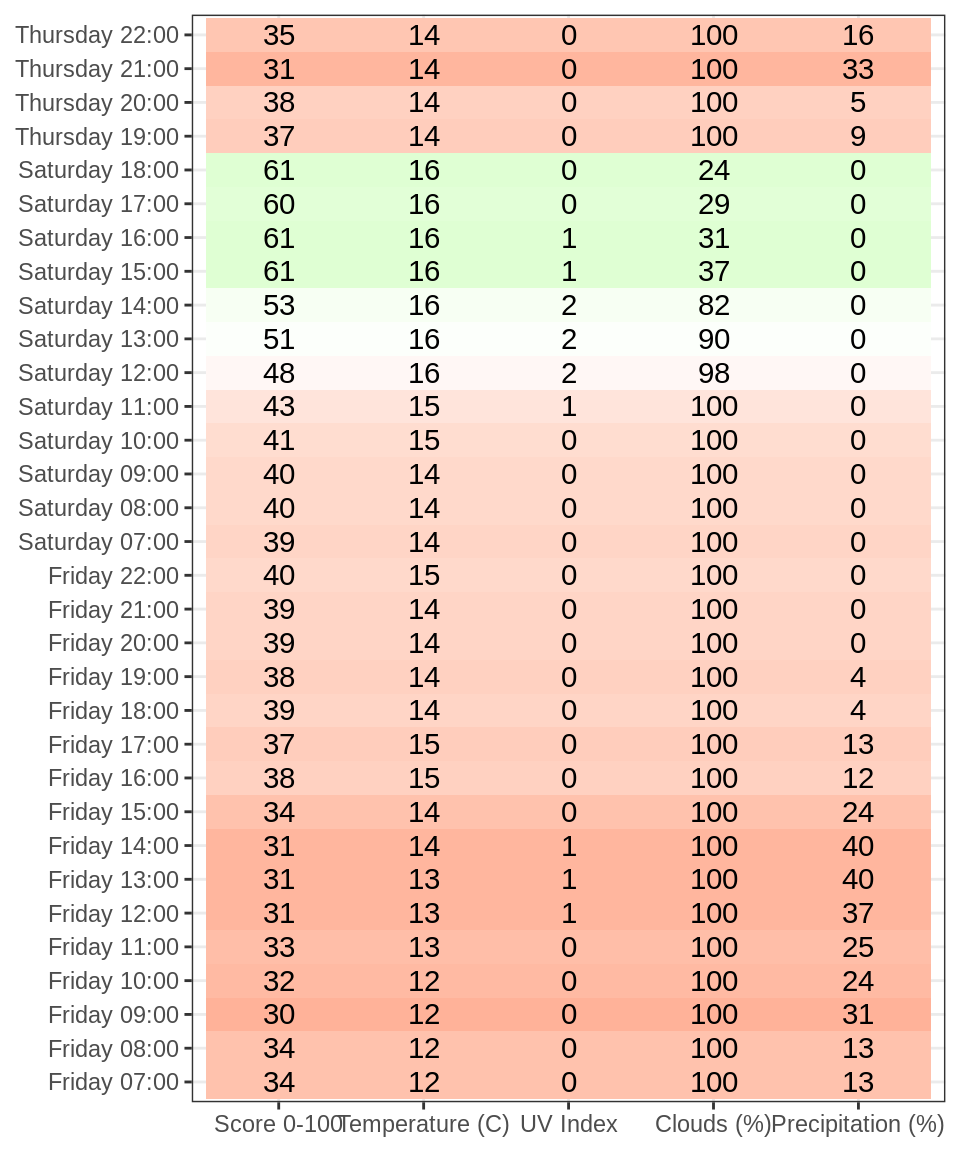 Thursday 22:00 35 14 0 100 16
Thursday 21:00 31 14 0 100 33
Thursday 20:00 38 14 0 100 5
Thursday 19:00 37 14 0 100 9
Saturday 18:00 61 16 0 24 0
Saturday 17:00 60 16 0 29 0
Saturday 16:00 61 16 1 31 0
Saturday 15:00 61 16 1 37 0
Saturday 14:00 53 16 2 82 0
Saturday 13:00 51 16 2 90 0
Saturday 12:00 48 16 2 98 0
Saturday 11:00 43 15 1 100 0
Saturday 10:00 41 15 0 100 0
Saturday 09:00 40 14 0 100 0
Saturday 08:00 40 14 0 100 0
Saturday 07:00 39 14 0 100 0
Friday 22:00 40 15 0 100 0
Friday 21:00 39 14 0 100 0
Friday 20:00 39 14 0 100 0
Friday 19:00 38 14 0 100 4
Friday 18:00 39 14 0 100 4
Friday 17:00 37 15 0 100 13
Friday 16:00 38 15 0 100 12
Friday 15:00 34 14 0 100 24
Friday 14:00 31 14 1 100 40
Friday 13:00 31 13 1 100 40
Friday 12:00 31 13 1 100 37
Friday 11:00 33 13 0 100 25
Friday 10:00 32 12 0 100 24
Friday 09:00 30 12 0 100 31
Friday 08:00 34 12 0 100 13
Friday 07:00 34 12 0 100 13
Score 0-100 Temperature (C) UV Index Clouds (%) Precipitation (%)